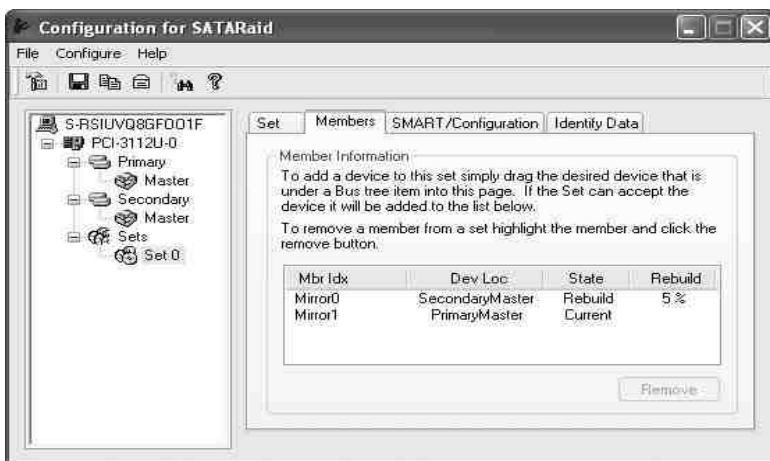 Configuration for SATARaid
File Configure Help
S-RSIUVQ8GFO01F
PCI-3112U-0
Primary
Master
Secondary
Master
Sets
Set 0
Set Members SMART/Configuration Identify Data
Member Information
To add a device to this set simply drag the desired device that is
under a Bus tree item into this page. If the Set can accept the
device it will be added to the list below.
To remove a member from a set highlight the member and click the
remove button.
Mbr Idx Dev Loc State Rebuild
Mirror0 SecondaryMaster Rebuild 5 %
Mirror1 PrimaryMaster Current
Remove